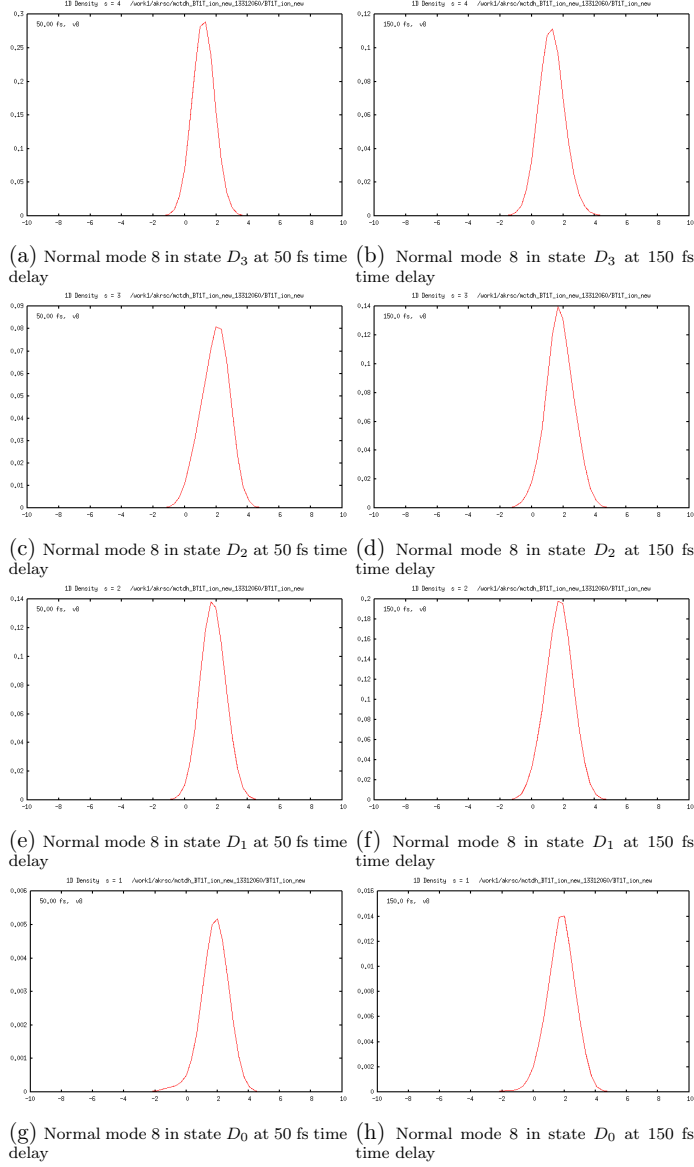 1D Density s = 4 /work1/akrsc/mctdh_BT1T_ion_new_13312060/BT1T_ion_new
50.00 fs, v8
0.3
0.25
0.2
0.15
0.1
0.05
0
-10 -8 -6 -4 -2 0 2 4 6 8 10
1D Density s = 4 /work1/akrsc/mctdh_BT1T_ion_new_13312060/BT1T_ion_new
150.0 fs, v8
0.12
0.1
0.08
0.06
0.04
0.02
0
-10 -8 -6 -4 -2 0 2 4 6 8 10
(a) Normal mode 8 in state D3 at 50 fs time
delay
(b) Normal mode 8 in state D3 at 150 fs
time delay
1D Density s = 3 /work1/akrsc/mctdh_BT1T_ion_new_13312060/BT1T_ion_new
50.00 fs, v8
0.09
0.08
0.07
0.06
0.05
0.04
0.03
0.02
0.01
0
-10 -8 -6 -4 -2 0 2 4 6 8 10
1D Density s = 3 /work1/akrsc/mctdh_BT1T_ion_new_13312060/BT1T_ion_new
150.0 fs, v8
0.14
0.12
0.1
0.08
0.06
0.04
0.02
0
-10 -8 -6 -4 -2 0 2 4 6 8 10
(c) Normal mode 8 in state D2 at 50 fs time
delay
(d) Normal mode 8 in state D2 at 150 fs
time delay
1D Density s = 2 /work1/akrsc/mctdh_BT1T_ion_new_13312060/BT1T_ion_new
50.00 fs, v8
0.14
0.12
0.1
0.08
0.06
0.04
0.02
0
-10 -8 -6 -4 -2 0 2 4 6 8 10
1D Density s = 2 /work1/akrsc/mctdh_BT1T_ion_new_13312060/BT1T_ion_new
150.0 fs, v8
0.2
0.18
0.16
0.14
0.12
0.1
0.08
0.06
0.04
0.02
0
-10 -8 -6 -4 -2 0 2 4 6 8 10
(e) Normal mode 8 in state D1 at 50 fs time
delay
(f) Normal mode 8 in state D1 at 150 fs
time delay
1D Density s = 1 /work1/akrsc/mctdh_BT1T_ion_new_13312060/BT1T_ion_new
50.00 fs, v8
0.006
0.005
0.004
0.003
0.002
0.001
0
-10 -8 -6 -4 -2 0 2 4 6 8 10
1D Density s = 1 /work1/akrsc/mctdh_BT1T_ion_new_13312060/BT1T_ion_new
150.0 fs, v8
0.016
0.014
0.012
0.01
0.008
0.006
0.004
0.002
0
-10 -8 -6 -4 -2 0 2 4 6 8 10
(g) Normal mode 8 in state D0 at 50 fs time
delay
(h) Normal mode 8 in state D0 at 150 fs
time delay